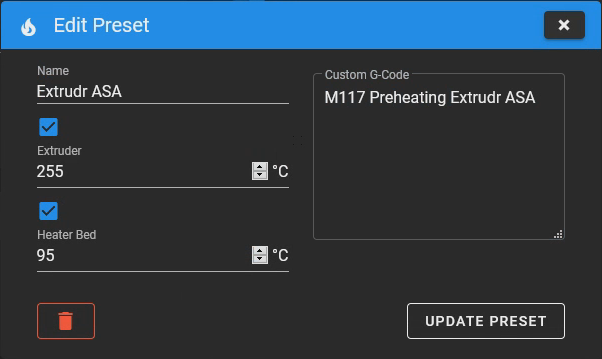 Edit Preset
Name
Extrudr ASA
Extruder
255 °C
Heater Bed
95 °C
Custom G-Code
M117 Preheating Extrudr ASA
UPDATE PRESET